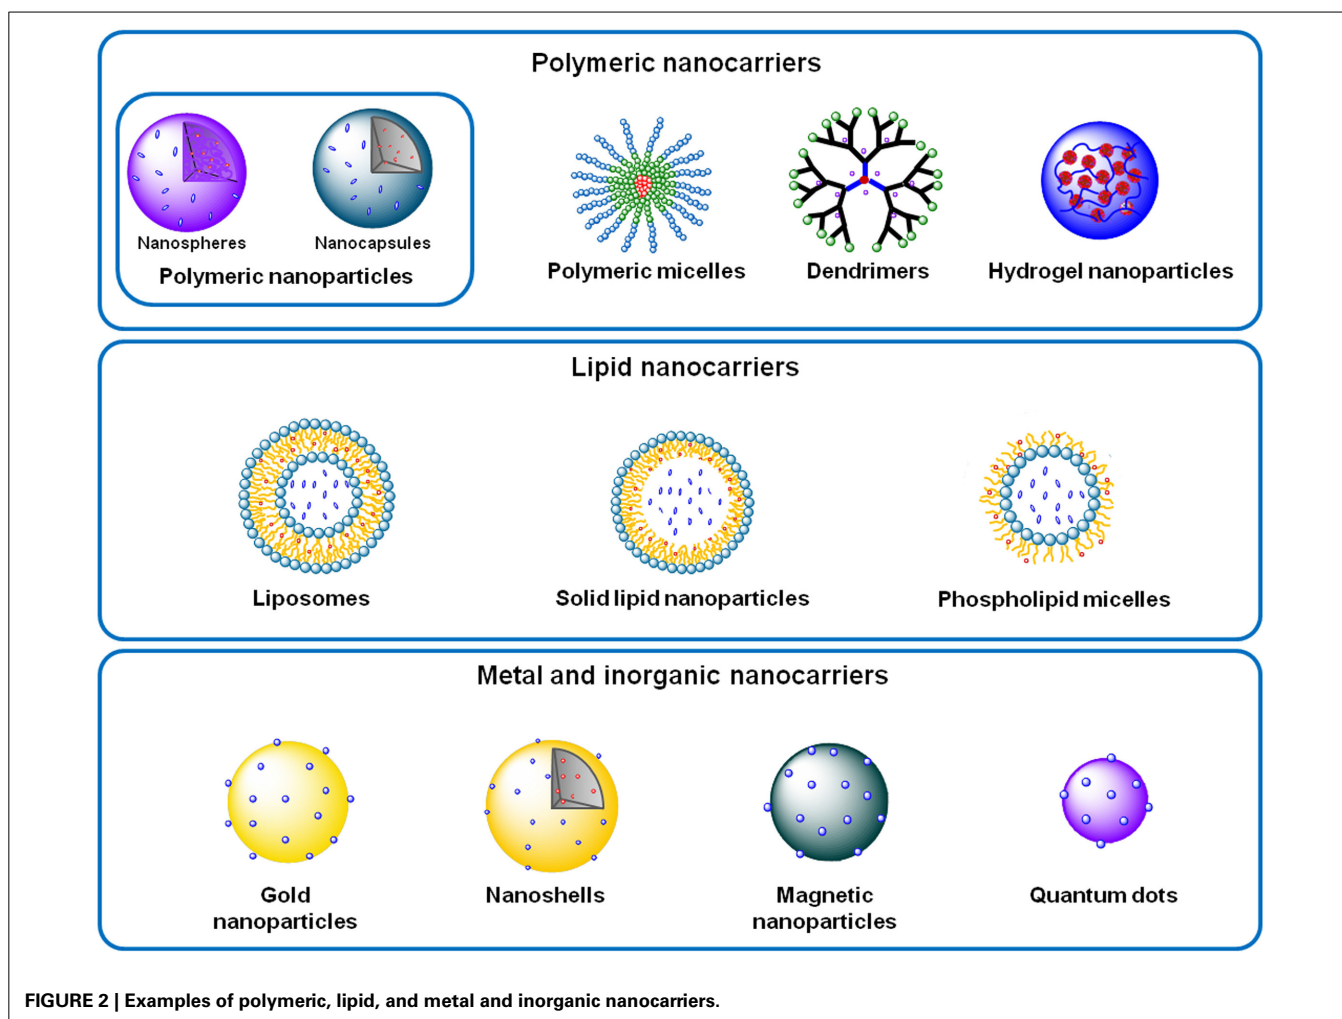 Polymeric nanocarriers
Nanospheres
Nanocapsules
Polymeric nanoparticles
Polymeric micelles
Dendrimers
Hydrogel nanoparticles
Lipid nanocarriers
Liposomes
Solid lipid nanoparticles
Phospholipid micelles
Metal and inorganic nanocarriers
Gold
nanoparticles
Nanoshells
Magnetic
nanoparticles
Quantum dots
FIGURE 2 | Examples of polymeric, lipid, and metal and inorganic nanocarriers.